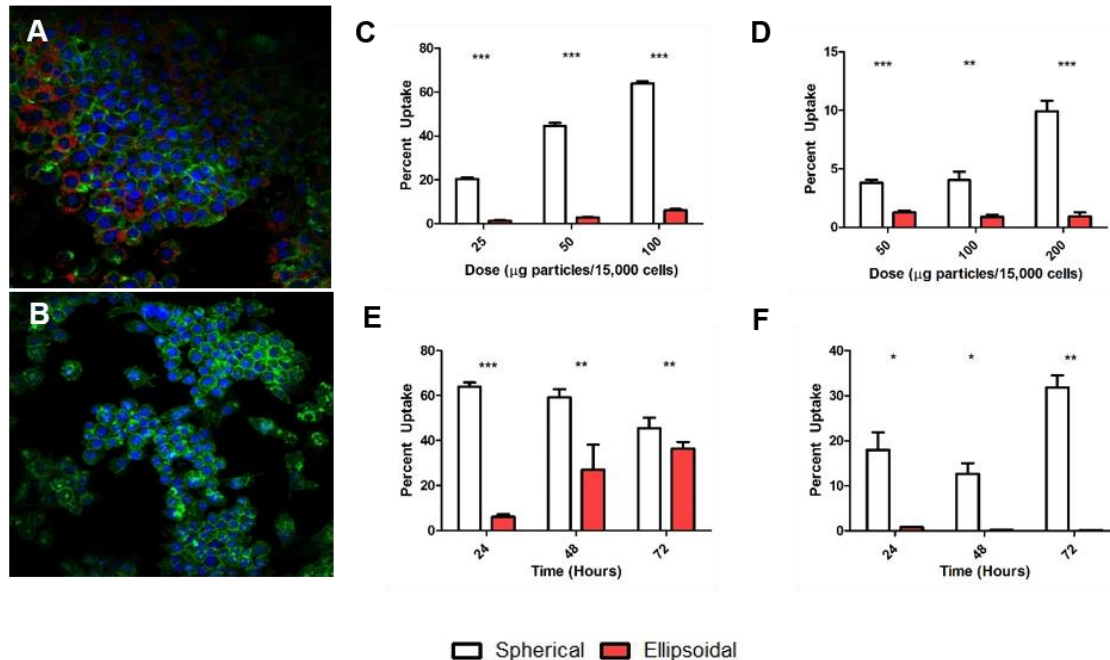 A
B
C
80
60
40
20
0
Percent Uptake
***
***
***
25
50
100
Dose (μg particles/15,000 cells)
D
15
10
5
0
Percent Uptake
***
**
***
50
100
200
Dose (μg particles/15,000 cells)
E
80
60
40
20
0
Percent Uptake
***
**
**
24
48
72
Time (Hours)
F
40
30
20
10
0
Percent Uptake
*
*
**
24
48
72
Time (Hours)
Spherical
Ellipsoidal